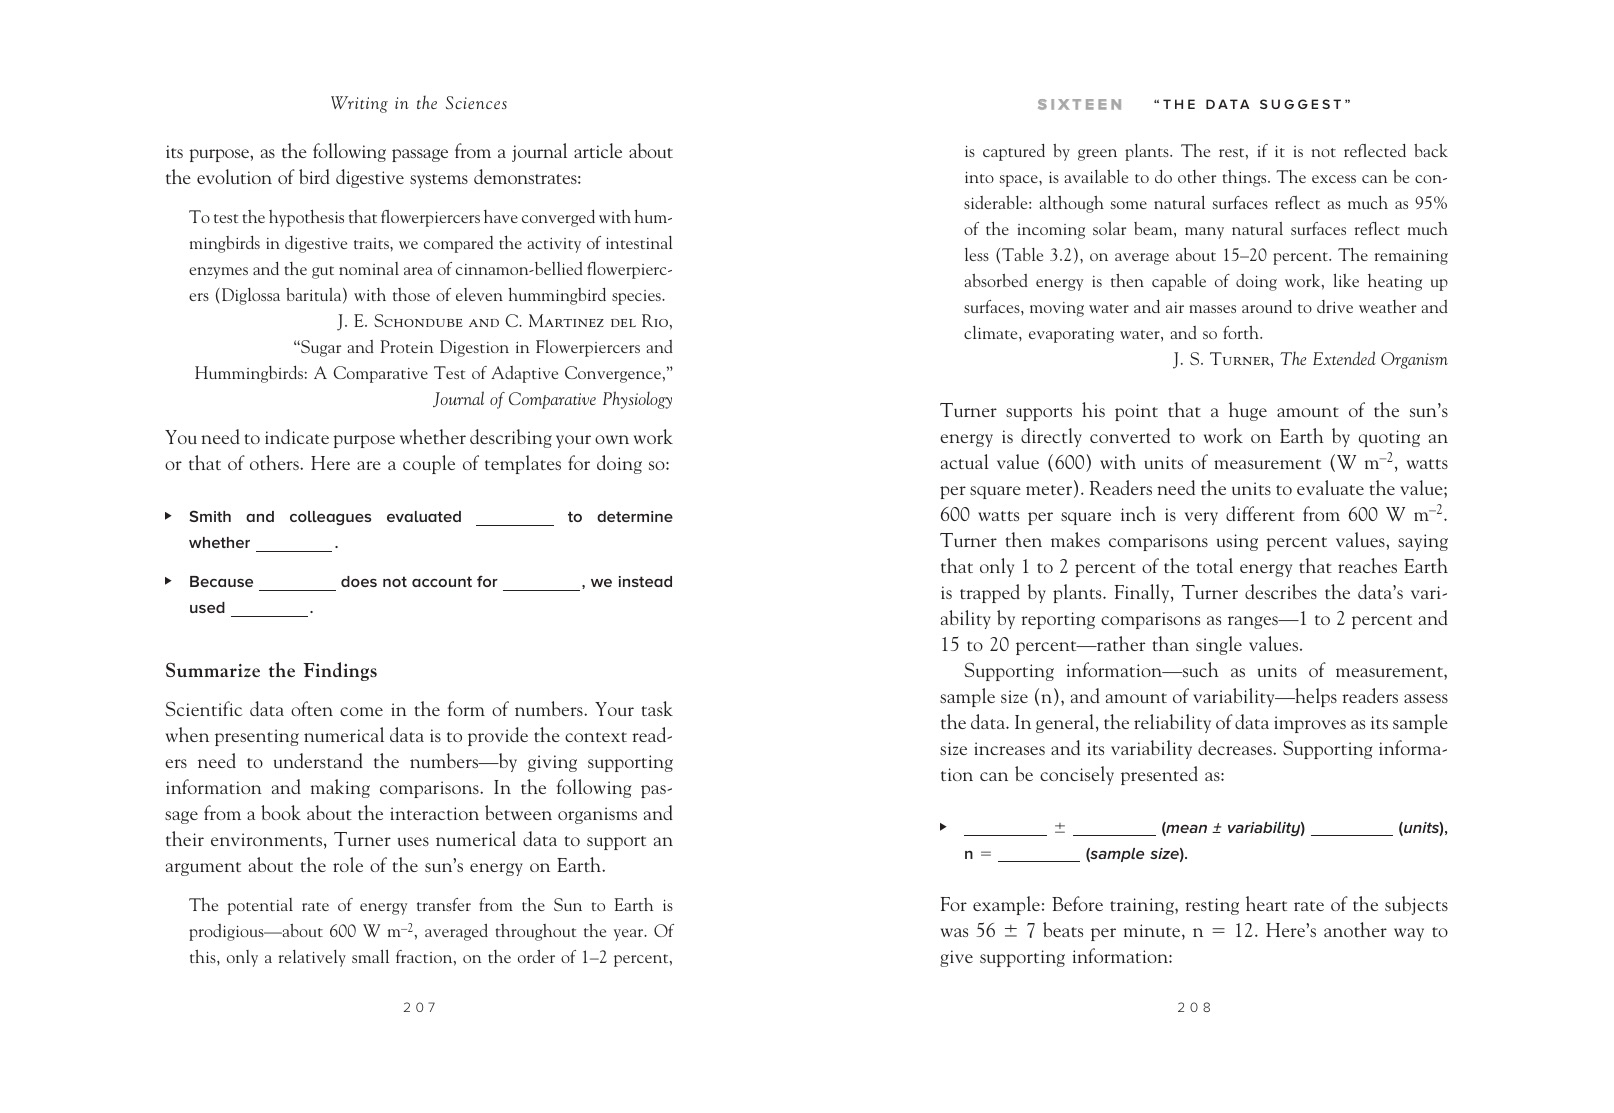 Writing in the Sciences
its purpose, as the following passage from a journal article about
the evolution of bird digestive systems demonstrates:
To test the hypothesis that flowerpiercers have converged with hum-
mingbirds in digestive traits, we compared the activity of intestinal
enzymes and the gut nominal area of cinnamon-bellied flowerpierc-
ers (Diglossa baritula) with those of eleven hummingbird species.
J. E. Schondube and C. Martinez del Rio,
“Sugar and Protein Digestion in Flowerpiercers and
Hummingbirds: A Comparative Test of Adaptive Convergence,”
Journal of Comparative Physiology
You need to indicate purpose whether describing your own work
or that of others. Here are a couple of templates for doing so:
▸ Smith and colleagues evaluated ________ to determine
whether ________.
▸ Because ________ does not account for ________, we instead
used ________.
Summarize the Findings
Scientific data often come in the form of numbers. Your task
when presenting numerical data is to provide the context read-
ers need to understand the numbers—by giving supporting
information and making comparisons. In the following pas-
sage from a book about the interaction between organisms and
their environments, Turner uses numerical data to support an
argument about the role of the sun’s energy on Earth.
The potential rate of energy transfer from the Sun to Earth is
prodigious—about 600 W m–2, averaged throughout the year. Of
this, only a relatively small fraction, on the order of 1–2 percent,
207
SIXTEEN “THE DATA SUGGEST”
is captured by green plants. The rest, if it is not reflected back
into space, is available to do other things. The excess can be con-
siderable: although some natural surfaces reflect as much as 95%
of the incoming solar beam, many natural surfaces reflect much
less (Table 3.2), on average about 15–20 percent. The remaining
absorbed energy is then capable of doing work, like heating up
surfaces, moving water and air masses around to drive weather and
climate, evaporating water, and so forth.
J. S. Turner, The Extended Organism
Turner supports his point that a huge amount of the sun’s
energy is directly converted to work on Earth by quoting an
actual value (600) with units of measurement (W m–2, watts
per square meter). Readers need the units to evaluate the value;
600 watts per square inch is very different from 600 W m–2.
Turner then makes comparisons using percent values, saying
that only 1 to 2 percent of the total energy that reaches Earth
is trapped by plants. Finally, Turner describes the data’s vari-
ability by reporting comparisons as ranges—1 to 2 percent and
15 to 20 percent—rather than single values.
Supporting information—such as units of measurement,
sample size (n), and amount of variability—helps readers assess
the data. In general, the reliability of data improves as its sample
size increases and its variability decreases. Supporting informa-
tion can be concisely presented as:
▸ ________ ± ________ (mean ± variability) ________ (units),
n = ________ (sample size).
For example: Before training, resting heart rate of the subjects
was 56 ± 7 beats per minute, n = 12. Here’s another way to
give supporting information:
208